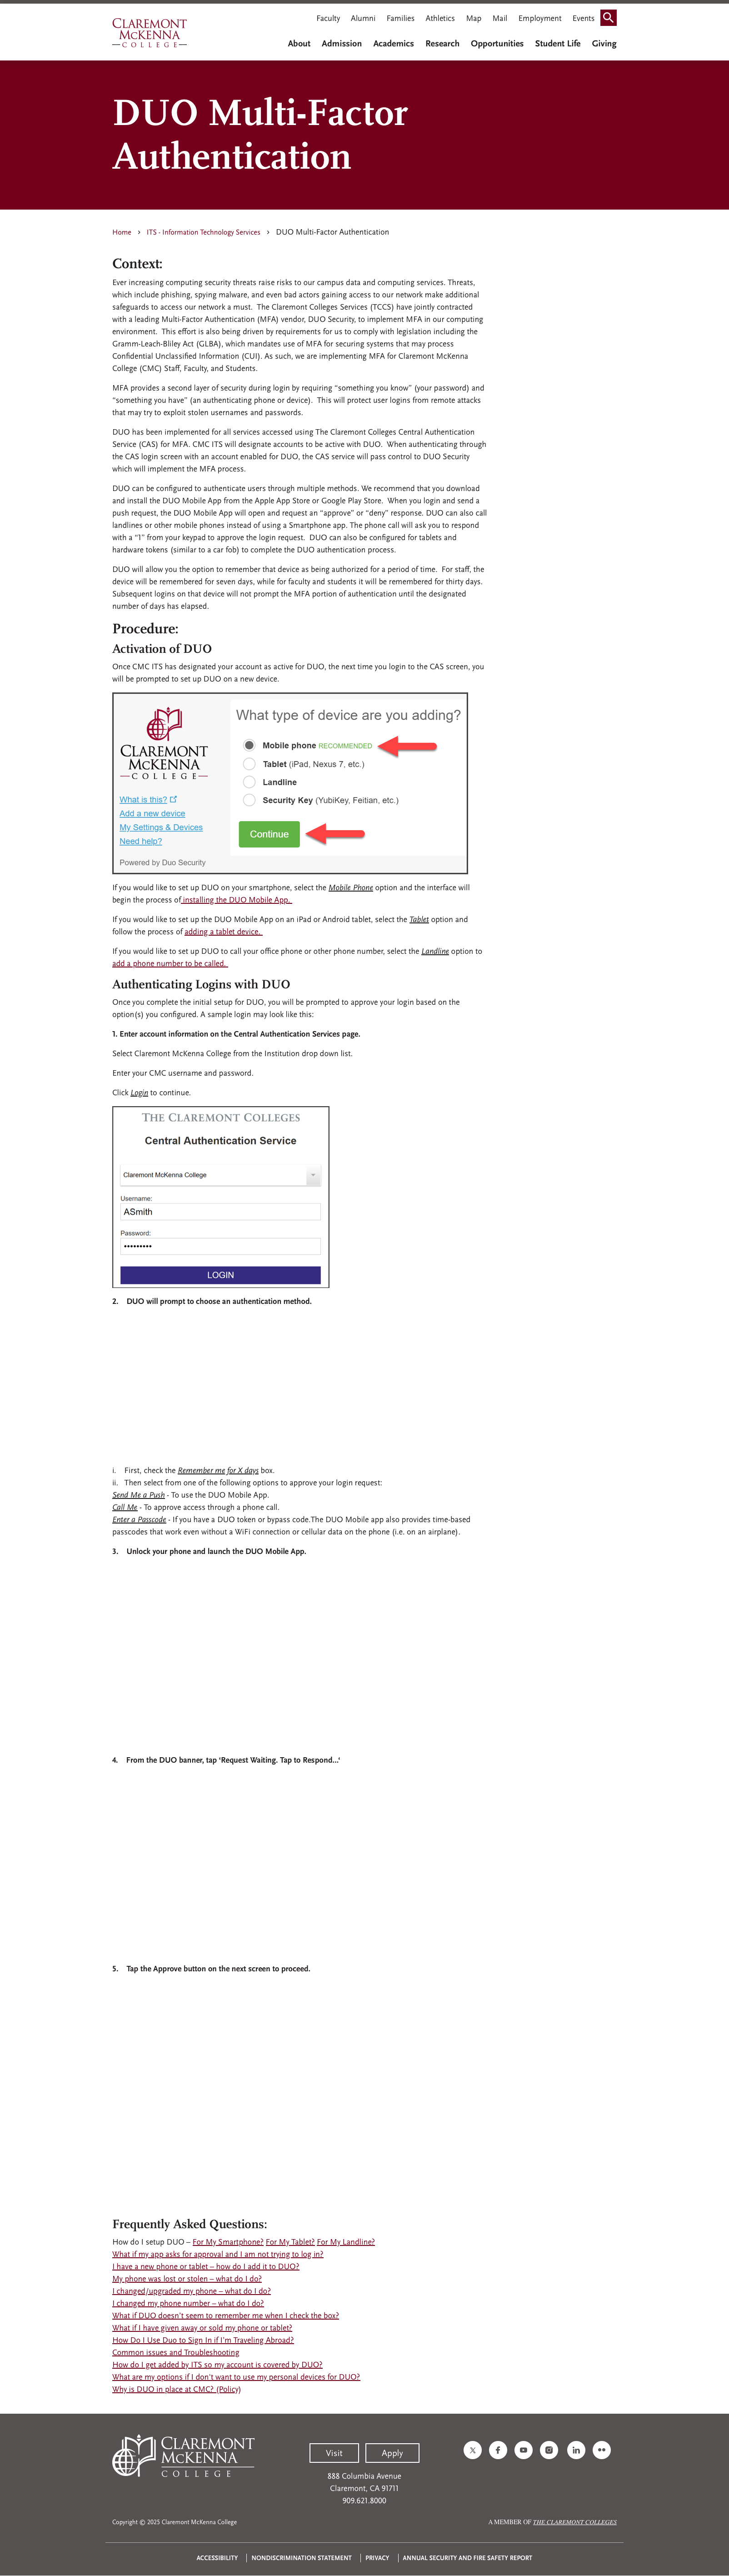 CLAREMONT
MCKENNA
COLLEGE
Faculty Alumni Families Athletics Map Mail Employment Events
About Admission Academics Research Opportunities Student Life Giving
DUO Multi-Factor
Authentication
Home › ITS - Information Technology Services › DUO Multi-Factor Authentication
Context:
Ever increasing computing security threats raise risks to our campus data and computing services. Threats,
which include phishing, spying malware, and even bad actors gaining access to our network make additional
safeguards to access our network a must.  The Claremont Colleges Services (TCCS) have jointly contracted
with a leading Multi-Factor Authentication (MFA) vendor, DUO Security, to implement MFA in our computing
environment.  This effort is also being driven by requirements for us to comply with legislation including the
Gramm-Leach-Bliley Act (GLBA), which mandates use of MFA for securing systems that may process
Confidential Unclassified Information (CUI). As such, we are implementing MFA for Claremont McKenna
College (CMC) Staff, Faculty, and Students.
MFA provides a second layer of security during login by requiring “something you know” (your password) and
“something you have” (an authenticating phone or device).  This will protect user logins from remote attacks
that may try to exploit stolen usernames and passwords.
DUO has been implemented for all services accessed using The Claremont Colleges Central Authentication
Service (CAS) for MFA. CMC ITS will designate accounts to be active with DUO.  When authenticating through
the CAS login screen with an account enabled for DUO, the CAS service will pass control to DUO Security
which will implement the MFA process.
DUO can be configured to authenticate users through multiple methods. We recommend that you download
and install the DUO Mobile App from the Apple App Store or Google Play Store.  When you login and send a
push request, the DUO Mobile App will open and request an “approve” or “deny” response. DUO can also call
landlines or other mobile phones instead of using a Smartphone app. The phone call will ask you to respond
with a “1” from your keypad to approve the login request.  DUO can also be configured for tablets and
hardware tokens (similar to a car fob) to complete the DUO authentication process.
DUO will allow you the option to remember that device as being authorized for a period of time.  For staff, the
device will be remembered for seven days, while for faculty and students it will be remembered for thirty days.
Subsequent logins on that device will not prompt the MFA portion of authentication until the designated
number of days has elapsed.
Procedure:
Activation of DUO
Once CMC ITS has designated your account as active for DUO, the next time you login to the CAS screen, you
will be prompted to set up DUO on a new device.
CLAREMONT
MCKENNA
COLLEGE
What is this?
Add a new device
My Settings & Devices
Need help?
Powered by Duo Security
What type of device are you adding?
Mobile phone RECOMMENDED
Tablet (iPad, Nexus 7, etc.)
Landline
Security Key (YubiKey, Feitian, etc.)
Continue
If you would like to set up DUO on your smartphone, select the Mobile Phone option and the interface will
begin the process of installing the DUO Mobile App.
If you would like to set up the DUO Mobile App on an iPad or Android tablet, select the Tablet option and
follow the process of adding a tablet device.
If you would like to set up DUO to call your office phone or other phone number, select the Landline option to
add a phone number to be called.
Authenticating Logins with DUO
Once you complete the initial setup for DUO, you will be prompted to approve your login based on the
option(s) you configured. A sample login may look like this:
1. Enter account information on the Central Authentication Services page.
Select Claremont McKenna College from the Institution drop down list.
Enter your CMC username and password.
Click Login to continue.
THE CLAREMONT COLLEGES
Central Authentication Service
Claremont McKenna College
Username:
ASmith
Password:
•••••••••
LOGIN
2.    DUO will prompt to choose an authentication method.
i.    First, check the Remember me for X days box.
ii.   Then select from one of the following options to approve your login request:
Send Me a Push - To use the DUO Mobile App.
Call Me - To approve access through a phone call.
Enter a Passcode - If you have a DUO token or bypass code.The DUO Mobile app also provides time-based
passcodes that work even without a WiFi connection or cellular data on the phone (i.e. on an airplane).
3.    Unlock your phone and launch the DUO Mobile App.
4.    From the DUO banner, tap ‘Request Waiting. Tap to Respond...‘
5.    Tap the Approve button on the next screen to proceed.
Frequently Asked Questions:
How do I setup DUO – For My Smartphone? For My Tablet? For My Landline?
What if my app asks for approval and I am not trying to log in?
I have a new phone or tablet – how do I add it to DUO?
My phone was lost or stolen – what do I do?
I changed/upgraded my phone – what do I do?
I changed my phone number – what do I do?
What if DUO doesn’t seem to remember me when I check the box?
What if I have given away or sold my phone or tablet?
How Do I Use Duo to Sign In if I’m Traveling Abroad?
Common issues and Troubleshooting
How do I get added by ITS so my account is covered by DUO?
What are my options if I don’t want to use my personal devices for DUO?
Why is DUO in place at CMC? (Policy)
CLAREMONT
MCKENNA
COLLEGE
Visit Apply
888 Columbia Avenue
Claremont, CA 91711
909.621.8000
Copyright © 2025 Claremont McKenna College
A MEMBER OF THE CLAREMONT COLLEGES
ACCESSIBILITY | NONDISCRIMINATION STATEMENT | PRIVACY | ANNUAL SECURITY AND FIRE SAFETY REPORT